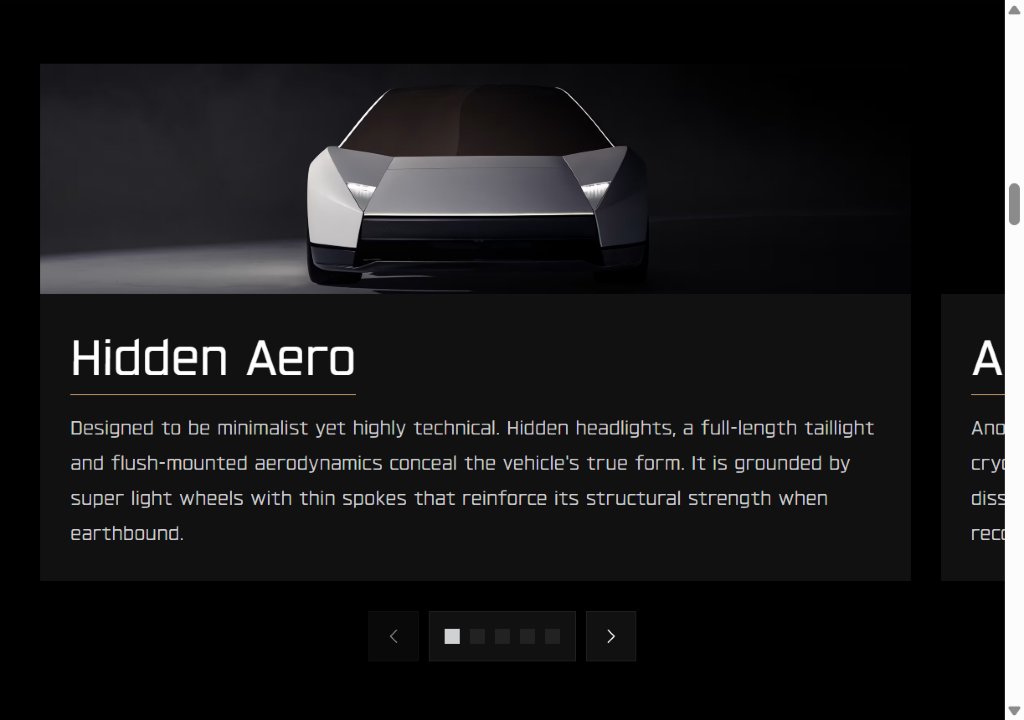 Hidden Aero
Designed to be minimalist yet highly technical. Hidden headlights, a full-length taillight
and flush-mounted aerodynamics conceal the vehicle's true form. It is grounded by
super light wheels with thin spokes that reinforce its structural strength when
earthbound.